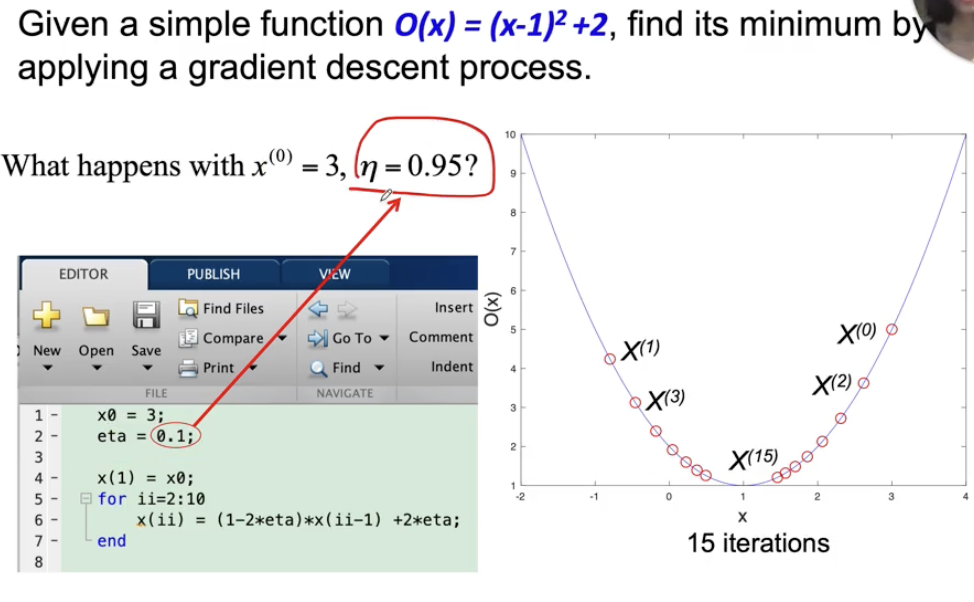 Given a simple function O(x) = (x-1)² +2, find its minimum by
applying a gradient descent process.
What happens with x⁽⁰⁾ = 3, η = 0.95?
EDITOR PUBLISH VIEW
New Open Save
Find Files
Compare
Print
FILE
Go To
Find
NAVIGATE
Insert
Comment
Indent
1 - x0 = 3;
2 - eta = 0.1;
3
4 - x(1) = x0;
5 - for ii=2:10
6 - x(ii) = (1-2*eta)*x(ii-1) +2*eta;
7 - end
8
10
9
8
7
6
5
4
3
2
1
O(x)
X(0)
X(1)
X(2)
X(3)
X(15)
-2 -1 0 1 2 3 4
x
15 iterations